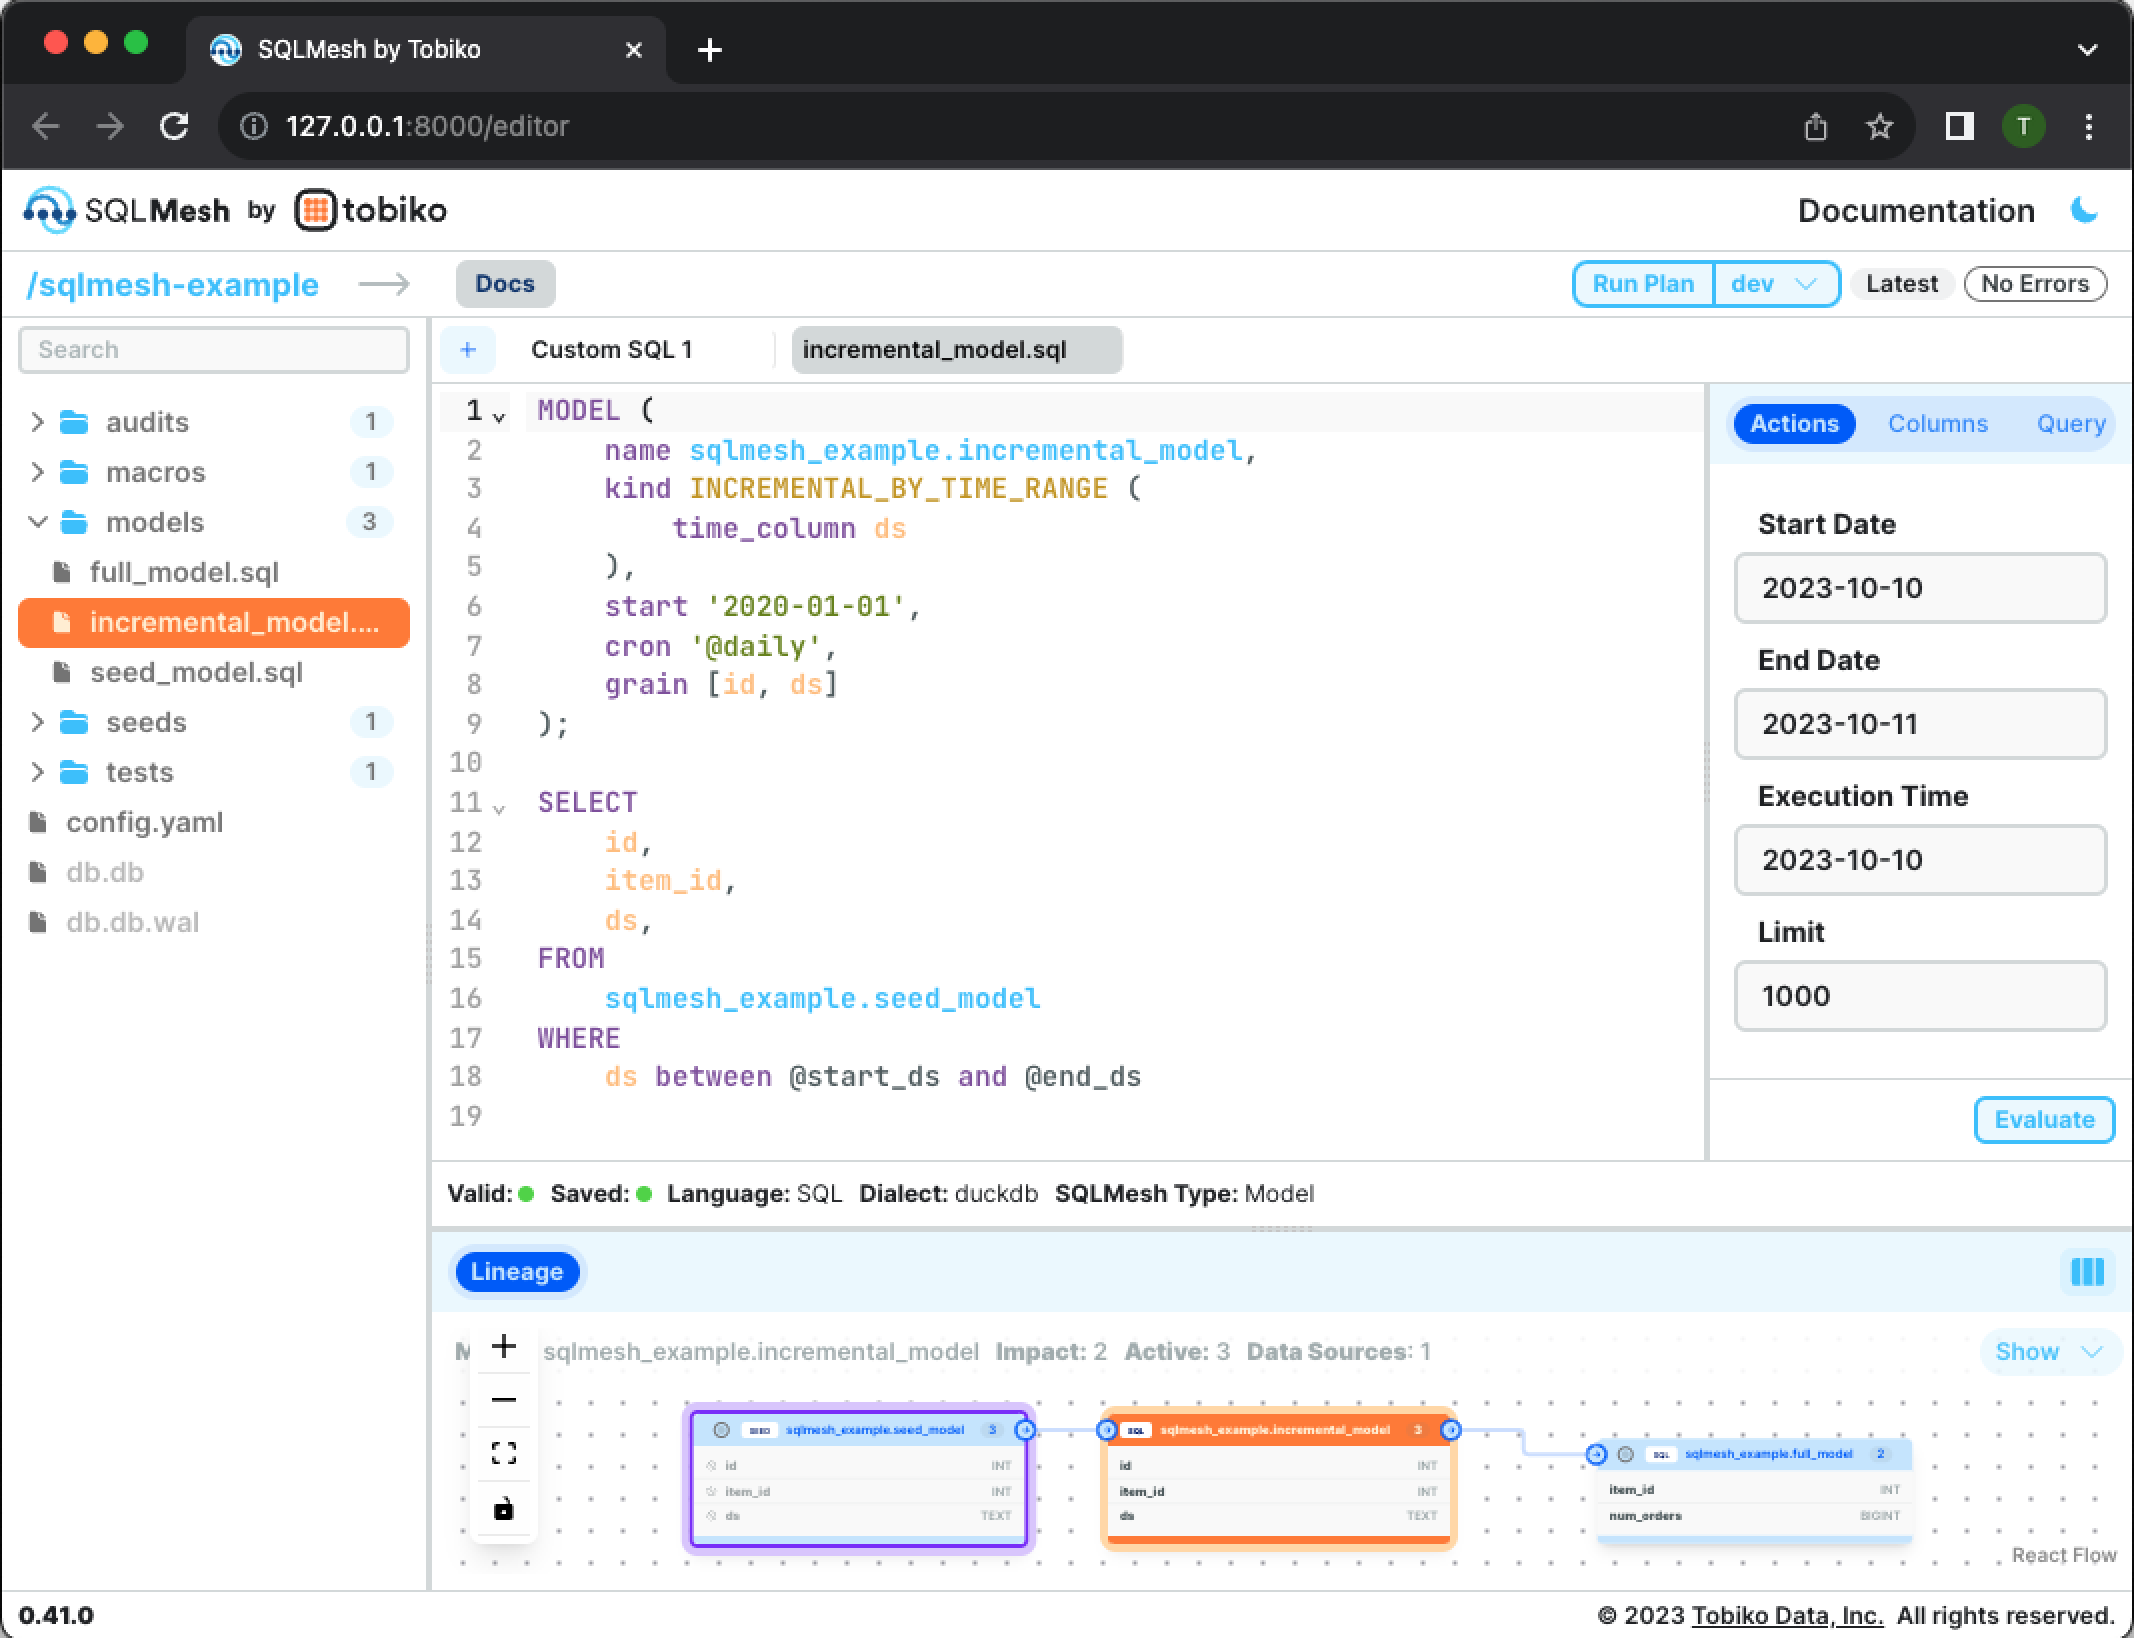 SQLMesh by Tobiko
127.0.0.1:8000/editor
T
SQLMesh by tobiko
Documentation
/sqlmesh-example
Docs
Run Plan
dev
Latest
No Errors
Search
audits 1
macros 1
models 3
full_model.sql
incremental_model....
seed_model.sql
seeds 1
tests 1
config.yaml
db.db
db.db.wal
+ Custom SQL 1
incremental_model.sql
1 MODEL (
2 name sqlmesh_example.incremental_model,
3 kind INCREMENTAL_BY_TIME_RANGE (
4 time_column ds
5 ),
6 start '2020-01-01',
7 cron '@daily',
8 grain [id, ds]
9 );
10
11 SELECT
12 id,
13 item_id,
14 ds,
15 FROM
16 sqlmesh_example.seed_model
17 WHERE
18 ds between @start_ds and @end_ds
19
Actions Columns Query
Start Date
2023-10-10
End Date
2023-10-11
Execution Time
2023-10-10
Limit
1000
Evaluate
Valid: Saved: Language: SQL Dialect: duckdb SQLMesh Type: Model
Lineage
sqlmesh_example.incremental_model Impact: 2 Active: 3 Data Sources: 1
Show
SEED sqlmesh_example.seed_model 3
id INT
item_id INT
ds TEXT
SQL sqlmesh_example.incremental_model 3
id INT
item_id INT
ds TEXT
SQL sqlmesh_example.full_model 2
item_id INT
num_orders BIGINT
React Flow
0.41.0
© 2023 Tobiko Data, Inc. All rights reserved.